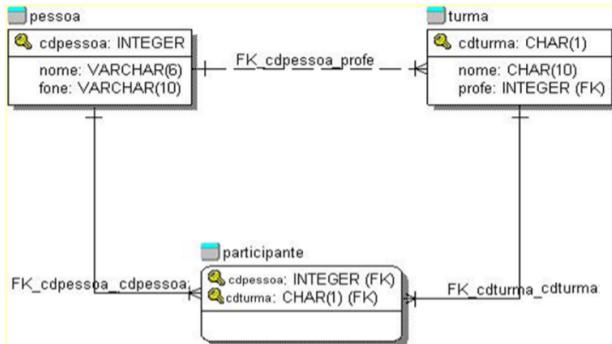 pessoa
cdpessoa: INTEGER
nome: VARCHAR(6)
fone: VARCHAR(10)
FK_cdpessoa_profe
turma
cdturma: CHAR(1)
nome: CHAR(10)
profe: INTEGER (FK)
FK_cdpessoa_cdpessoa;
participante
cdpessoa: INTEGER (FK)
cdturma: CHAR(1) (FK)
FK_cdturma_cdturma